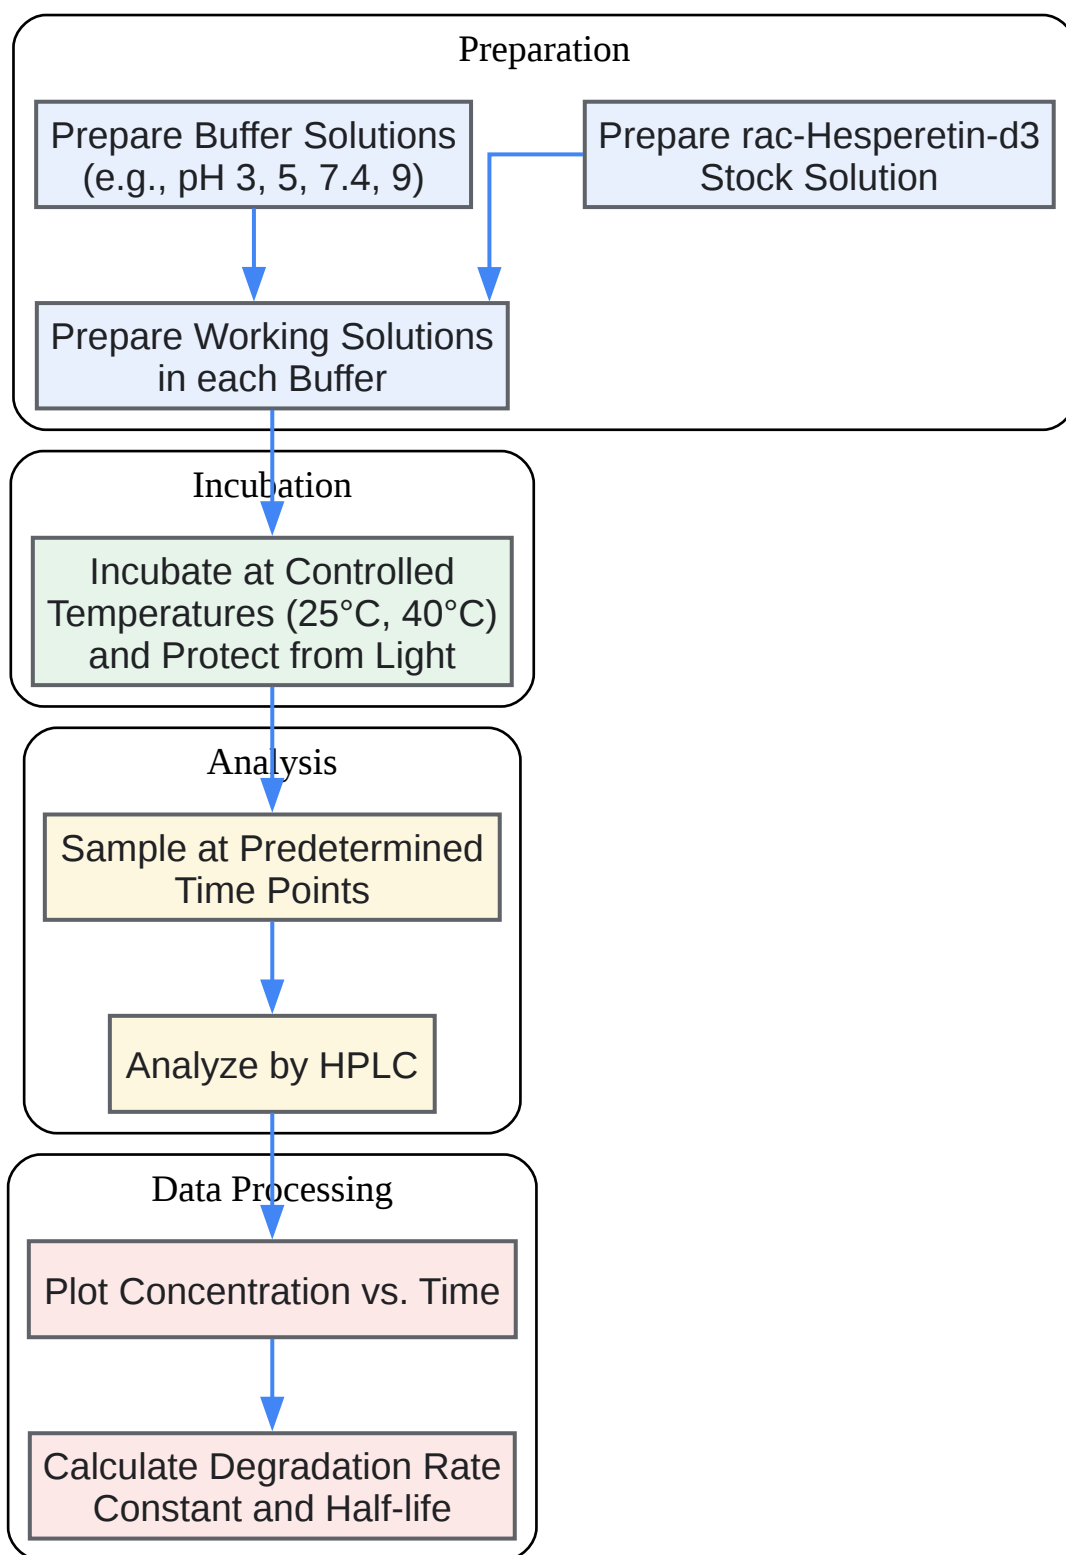 Preparation
Prepare Buffer Solutions
(e.g., pH 3, 5, 7.4, 9)
Prepare rac-Hesperetin-d3
Stock Solution
Prepare Working Solutions
in each Buffer
Incubation
Incubate at Controlled
Temperatures (25°C, 40°C)
and Protect from Light
Analysis
Sample at Predetermined
Time Points
Analyze by HPLC
Data Processing
Plot Concentration vs. Time
Calculate Degradation Rate
Constant and Half-life